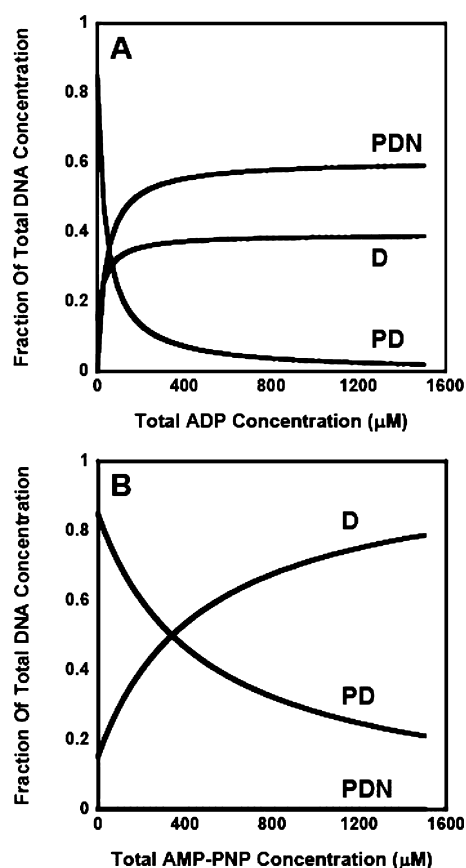 A
1
0.8
0.6
0.4
0.2
0
PDN
D
PD
0 400 800 1200 1600
Fraction Of Total DNA Concentration
Total ADP Concentration (μM)
B
1
0.8
0.6
0.4
0.2
0
D
PD
PDN
0 400 800 1200 1600
Fraction Of Total DNA Concentration
Total AMP-PNP Concentration (μM)